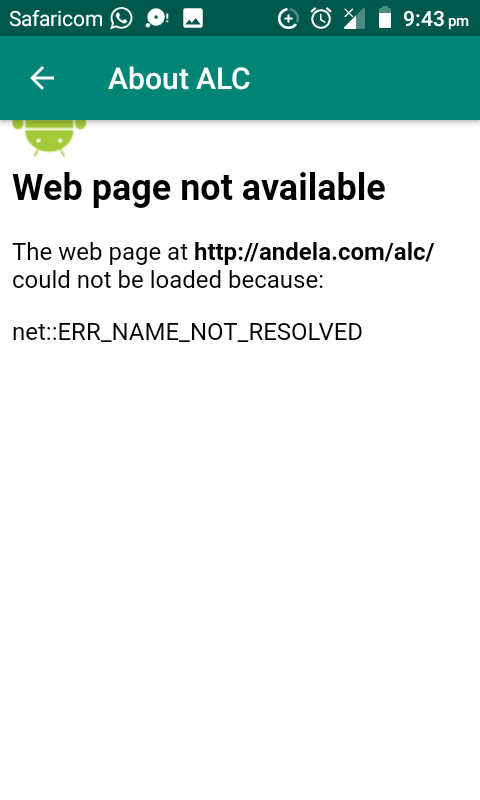 Safaricom 9:43 pm
About ALC
Web page not available
The web page at http://andela.com/alc/
could not be loaded because:
net::ERR_NAME_NOT_RESOLVED